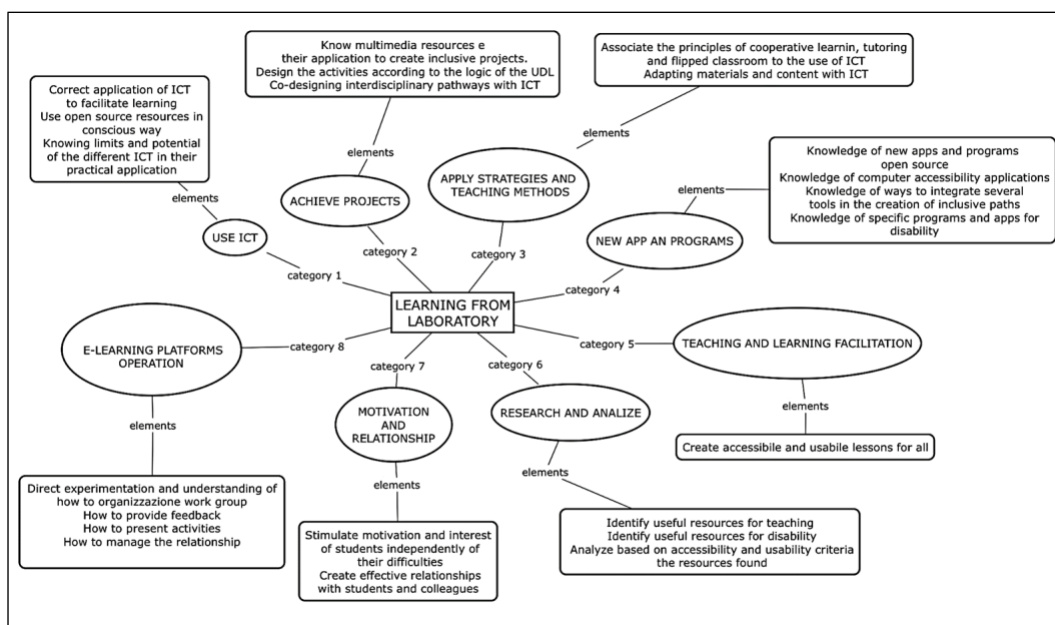 Know multimedia resources e
their application to create inclusive projects.
Design the activities according to the logic of the UDL
Co-designing interdisciplinary pathways with ICT
Associate the principles of cooperative learnin, tutoring
and flipped classroom to the use of ICT
Adapting materials and content with ICT
Correct application of ICT
to facilitate learning
Use open source resources in
conscious way
Knowing limits and potential
of the different ICT in their
practical application
Knowledge of new apps and programs
open source
Knowledge of computer accessibility applications
Knowledge of ways to integrate several
tools in the creation of inclusive paths
Knowledge of specific programs and apps for
disability
elements
elements
elements
elements
USE ICT
ACHIEVE PROJECTS
APPLY STRATEGIES AND
TEACHING METHODS
NEW APP AN PROGRAMS
category 1
category 2
category 3
category 4
LEARNING FROM
LABORATORY
category 8
category 7
category 6
category 5
E-LEARNING PLATFORMS
OPERATION
MOTIVATION
AND
RELATIONSHIP
RESEARCH AND ANALIZE
TEACHING AND LEARNING FACILITATION
elements
elements
elements
elements
Create accessibile and usabile lessons for all
Direct experimentation and understanding of
how to organizzazione work group
How to provide feedback
How to present activities
How to manage the relationship
Stimulate motivation and interest
of students independently of
their difficulties
Create effective relationships
with students and colleagues
Identify useful resources for teaching
Identify useful resources for disability
Analyze based on accessibility and usability criteria
the resources found